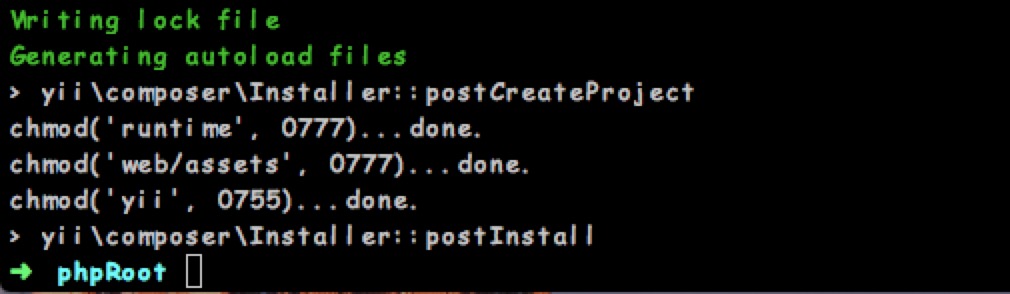 Writing lock file
Generating autoload files
> yii\composer\Installer::postCreateProject
chmod('runtime', 0777)...done.
chmod('web/assets', 0777)...done.
chmod('yii', 0755)...done.
> yii\composer\Installer::postInstall
➜ phpRoot